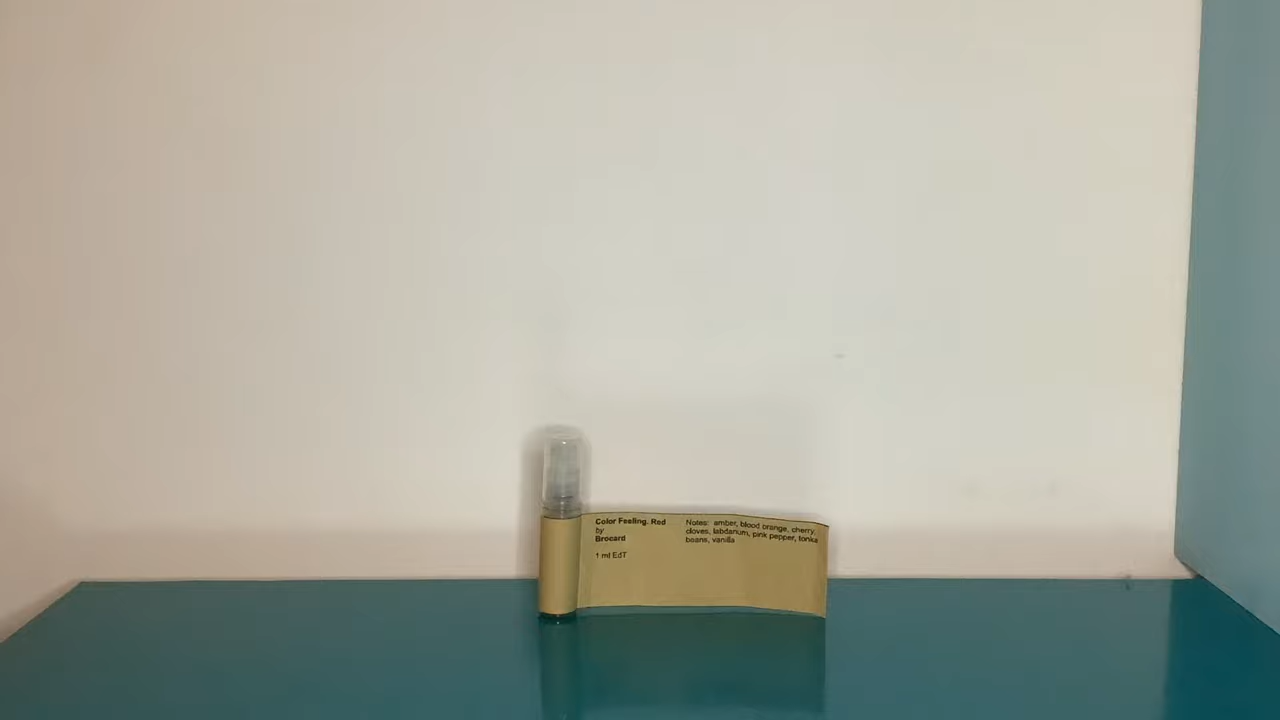 Color Feeling. Red
by
Brocard
1 ml EdT
Notes: amber, blood orange, cherry,
cloves, labdanum, pink pepper, tonka
beans, vanilla